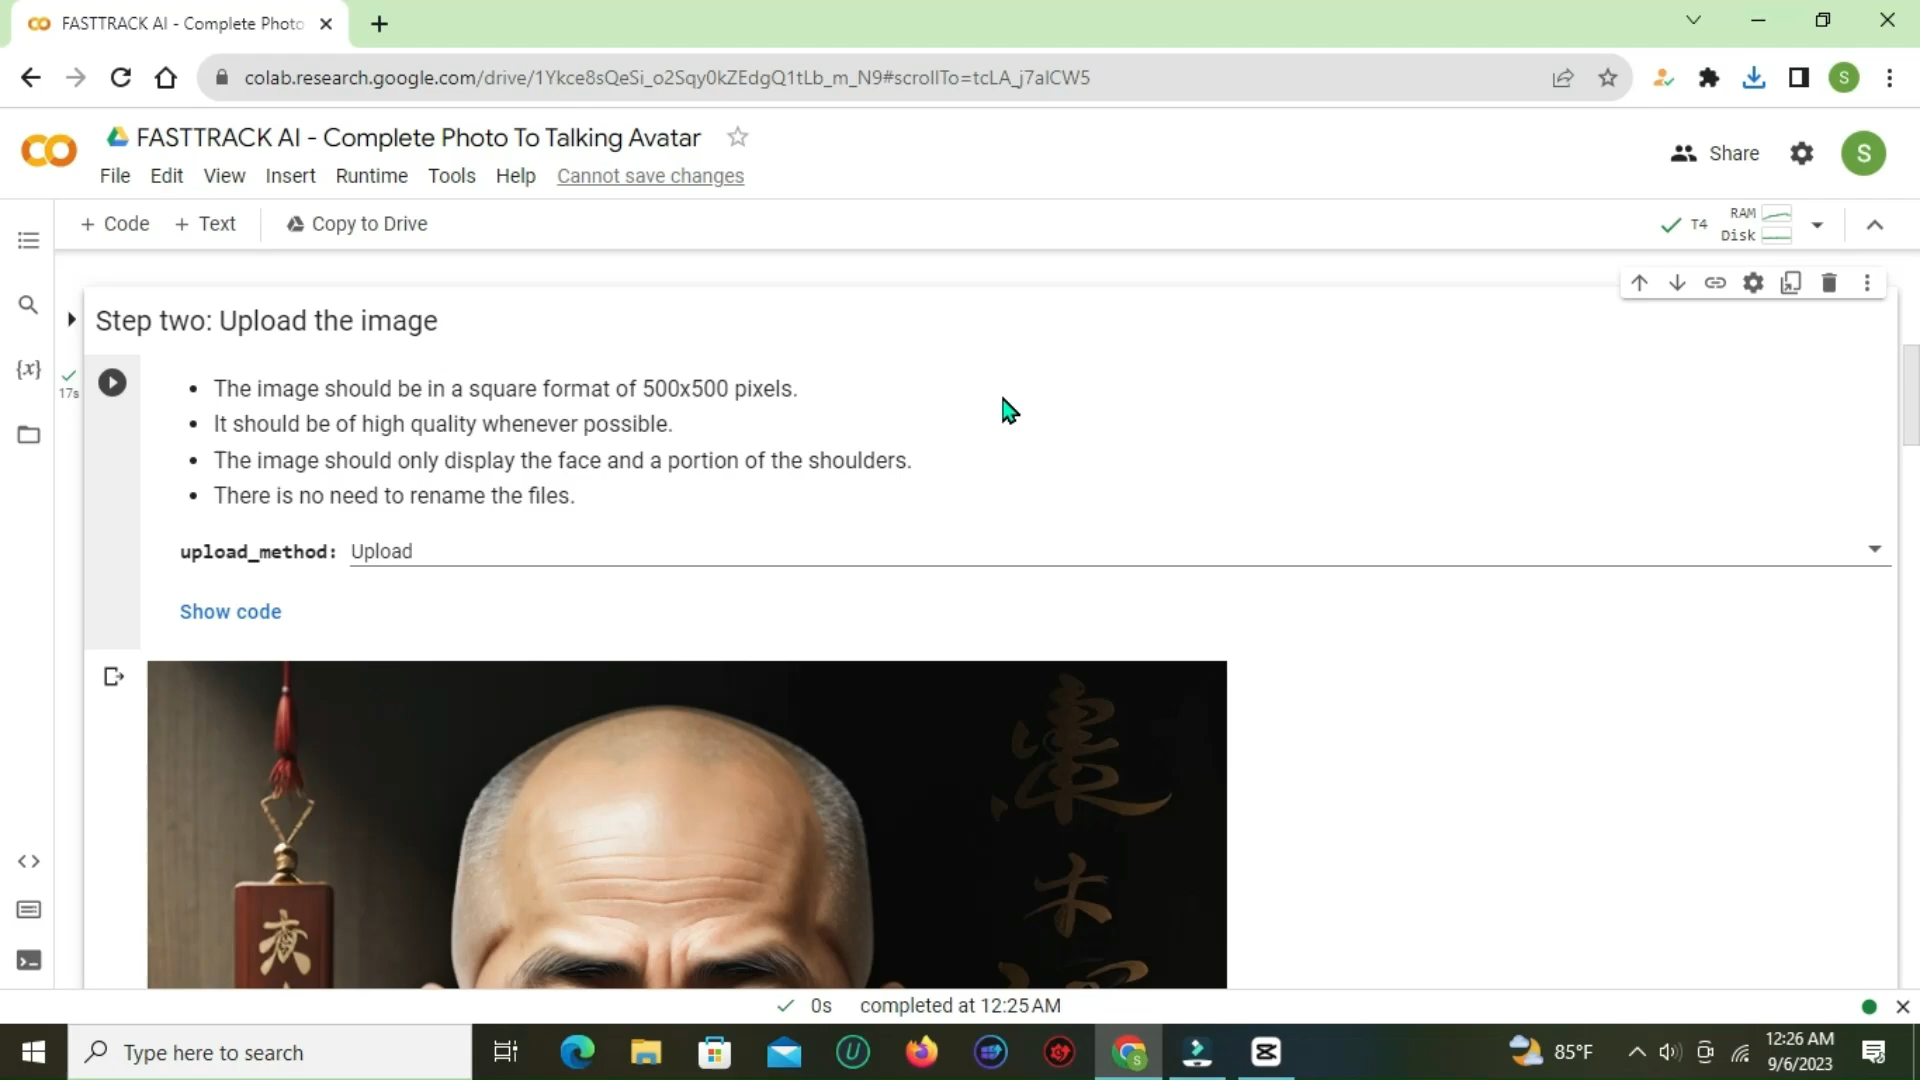 FASTTRACK AI - Complete Photo
colab.research.google.com/drive/1Ykce8sQeSi_o2Sqy0kZEdgQ1tLb_m_N9#scrollTo=tcLA_j7alCW5
S
FASTTRACK AI - Complete Photo To Talking Avatar
Share
S
File Edit View Insert Runtime Tools Help Cannot save changes
+ Code + Text Copy to Drive
T4 RAM
Disk
Step two: Upload the image
{x}
17s
• The image should be in a square format of 500x500 pixels.
• It should be of high quality whenever possible.
• The image should only display the face and a portion of the shoulders.
• There is no need to rename the files.
upload_method: Upload
Show code
0s completed at 12:25 AM
Type here to search
85°F
12:26 AM
9/6/2023